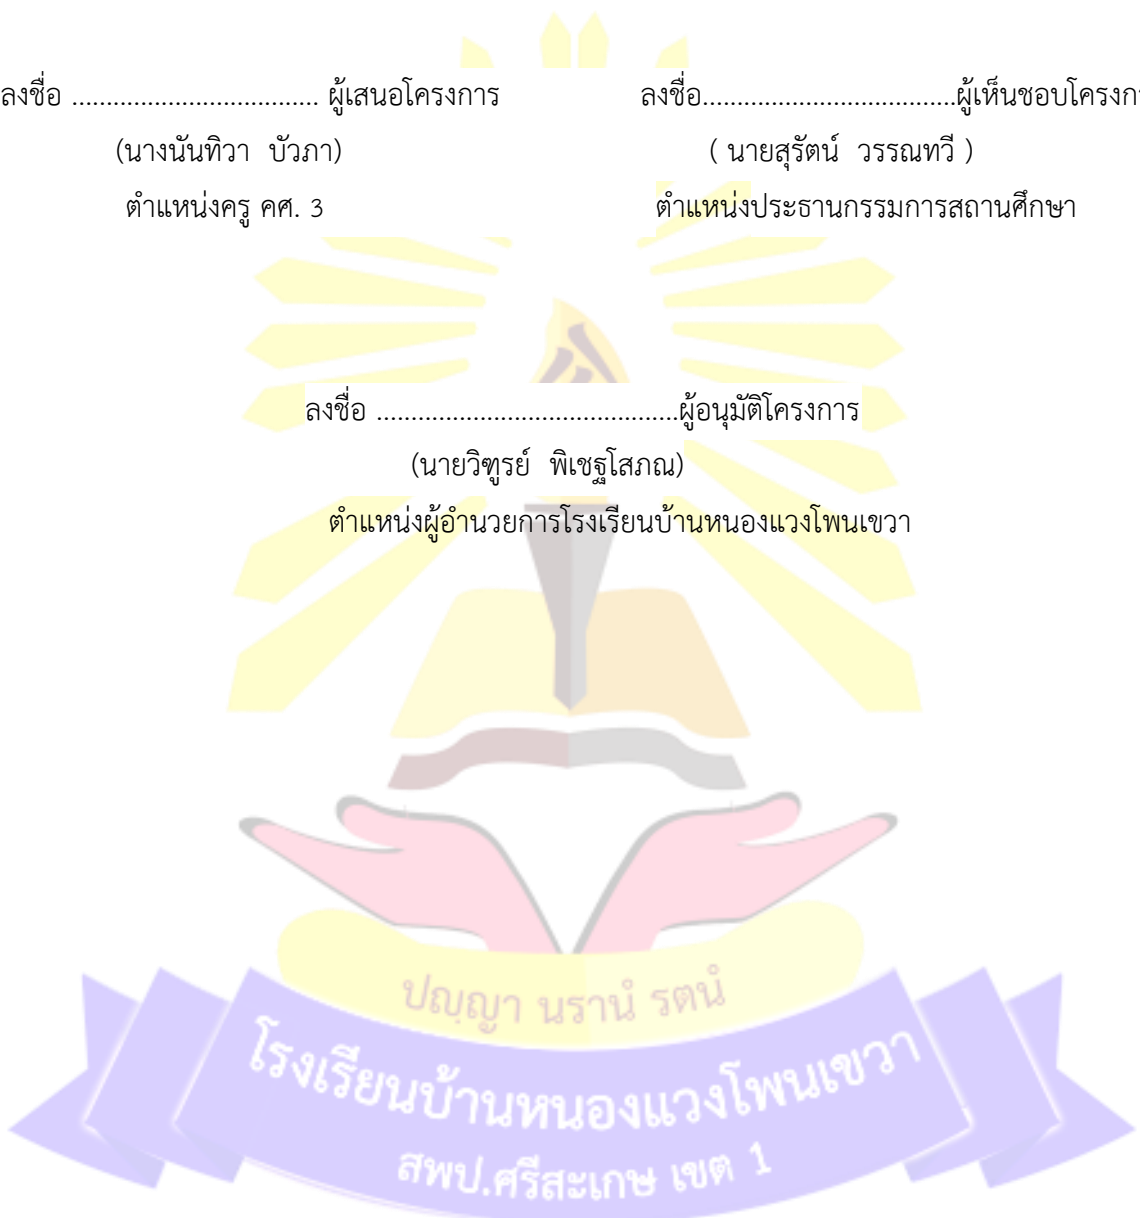 ลงชื่อ .................................... ผู้เสนอโครงการ
(นางนันทิวา บัวภา)
ตำแหน่งครู คศ. 3
ลงชื่อ.....................................ผู้เห็นชอบโครงกา
( นายสุรัตน์ วรรณทวี )
ตำแหน่งประธานกรรมการสถานศึกษา
ลงชื่อ ............................................ผู้อนุมัติโครงการ
(นายวิฑูรย์ พิเชฐโสภณ)
ตำแหน่งผู้อำนวยการโรงเรียนบ้านหนองแวงโพนเขวา
ปญฺญา นรานํ รตนํ
โรงเรียนบ้านหนองแวงโพนเขวา
สพป.ศรีสะเกษ เขต 1